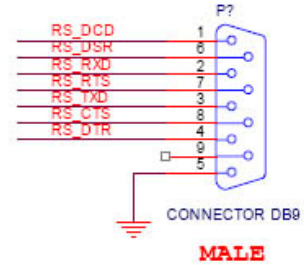 P?
RS_DCD 1
RS_DSR 6
RS_RXD 2
RS_RTS 7
RS_TXD 3
RS_CTS 8
RS_DTR 4
9
5
CONNECTOR DB9
MALE